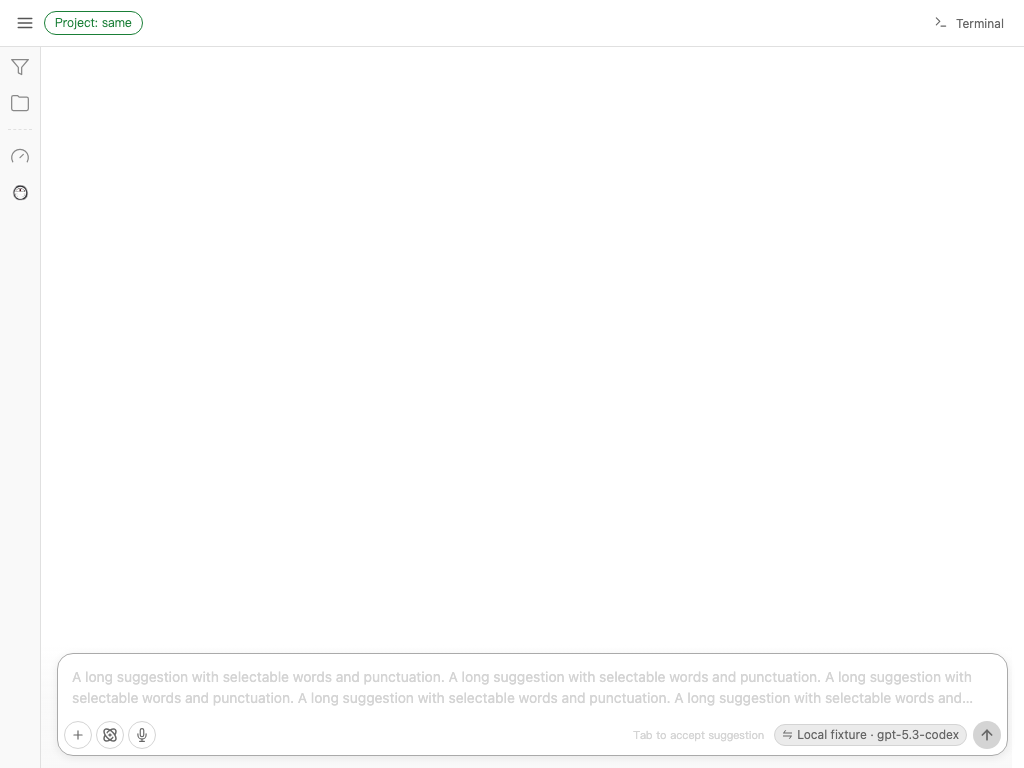 Project: same
Terminal
A long suggestion with selectable words and punctuation. A long suggestion with selectable words and punctuation. A long suggestion with
selectable words and punctuation. A long suggestion with selectable words and punctuation. A long suggestion with selectable words and...
Tab to accept suggestion
Local fixture · gpt-5.3-codex